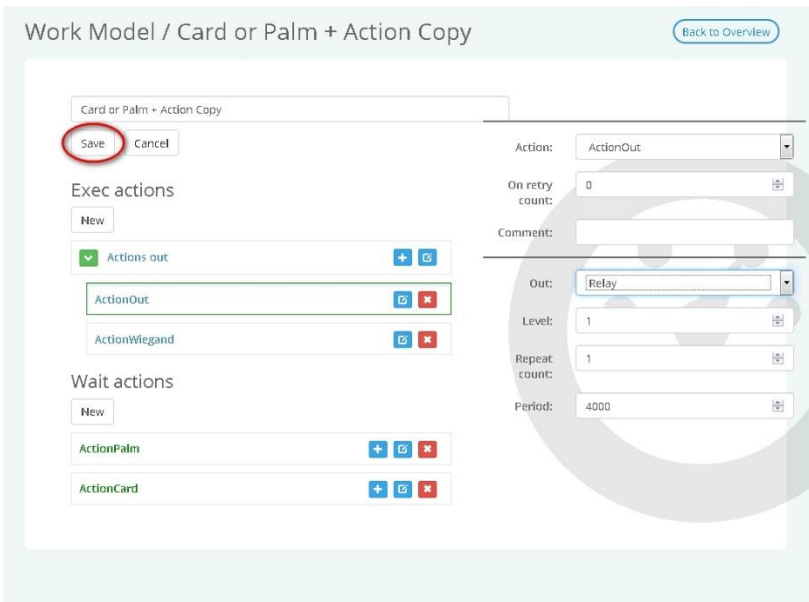 Work Model / Card or Palm + Action Copy
Back to Overview
Card or Palm + Action Copy
Save
Cancel
Exec actions
New
Actions out
ActionOut
ActionWiegand
Wait actions
New
ActionPalm
ActionCard
Action:
ActionOut
On retry
count:
0
Comment:
Out:
Relay
Level:
1
Repeat
count:
1
Period:
4000